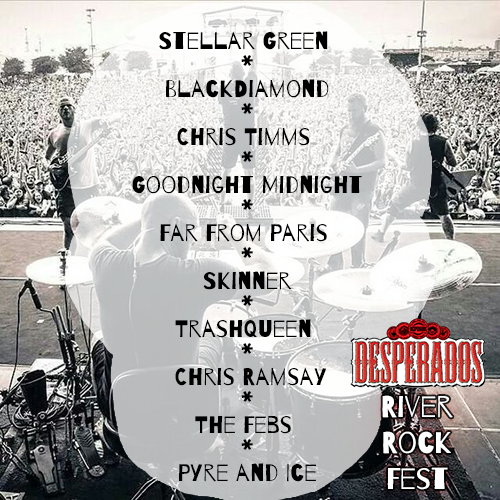 STELLAR GREEN
*
BLACKDIAMOND
*
CHRIS TIMMS
*
GOODNIGHT MIDNIGHT
*
FAR FROM PARIS
*
SKINNER
*
TRASHQUEEN
*
CHRIS RAMSAY
*
THE FEBS
*
PYRE AND ICE
DESPERADOS
RIVER
ROCK
FEST